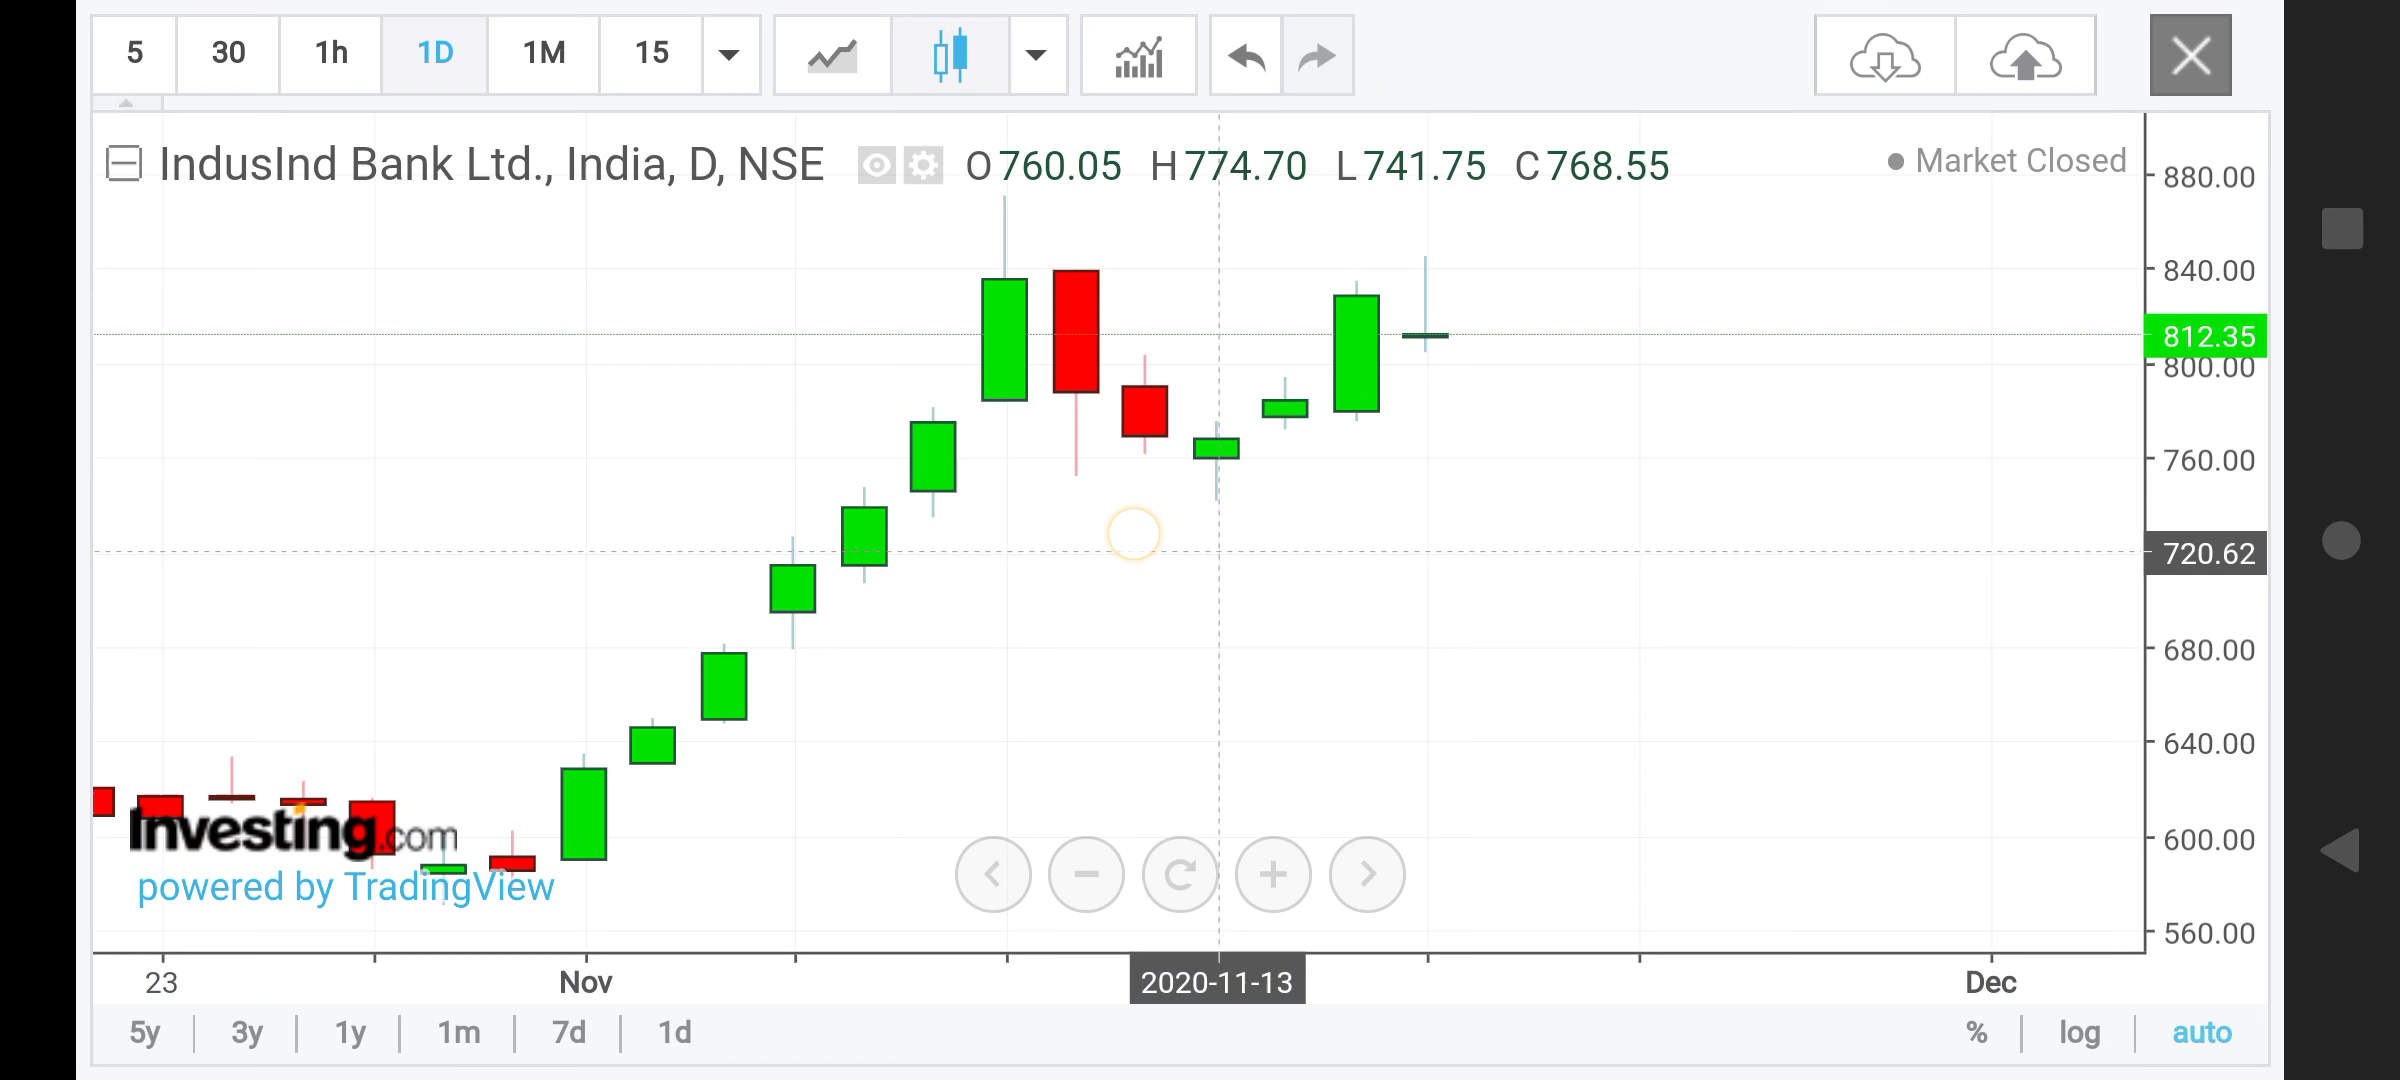 5 30 1h 1D 1M 15
IndusInd Bank Ltd., India, D, NSE O 760.05 H 774.70 L 741.75 C 768.55 Market Closed
880.00
840.00
812.35
800.00
760.00
720.62
680.00
640.00
600.00
560.00
Investing.com
powered by TradingView
23 Nov 2020-11-13 Dec
5y 3y 1y 1m 7d 1d % log auto